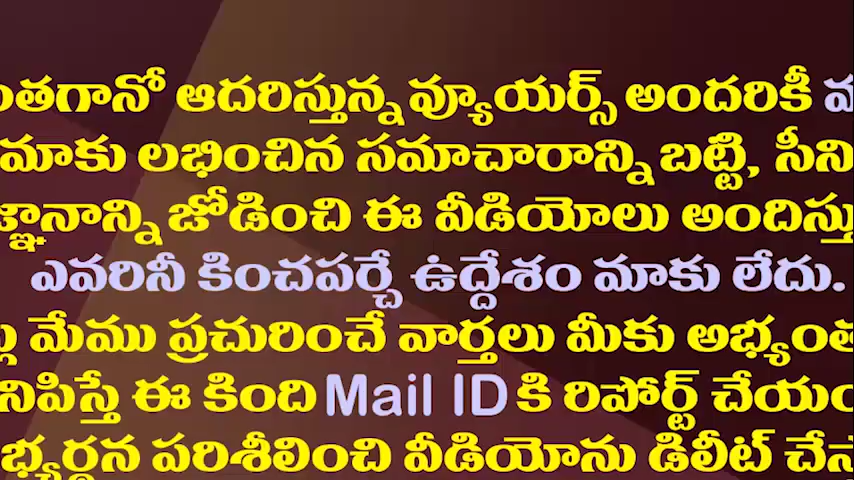 ంతగానో ఆదరిస్తున్న వ్యూయర్స్ అందరికీ
మాకు లభించిన సమాచారాన్ని బట్టి, సీని
జ్ఞానాన్ని జోడించి ఈ వీడియోలు అందిస్తు
ఎవరినీ కించపర్చే ఉద్దేశం మాకు లేదు.
మేము ప్రచురించే వార్తలు మీకు అభ్యంత
నిపిస్తే ఈ కింది Mail ID కి రిపోర్ట్ చేయం
భ్యర్థన పరిశీలించి వీడియోను డిలీట్ చేస